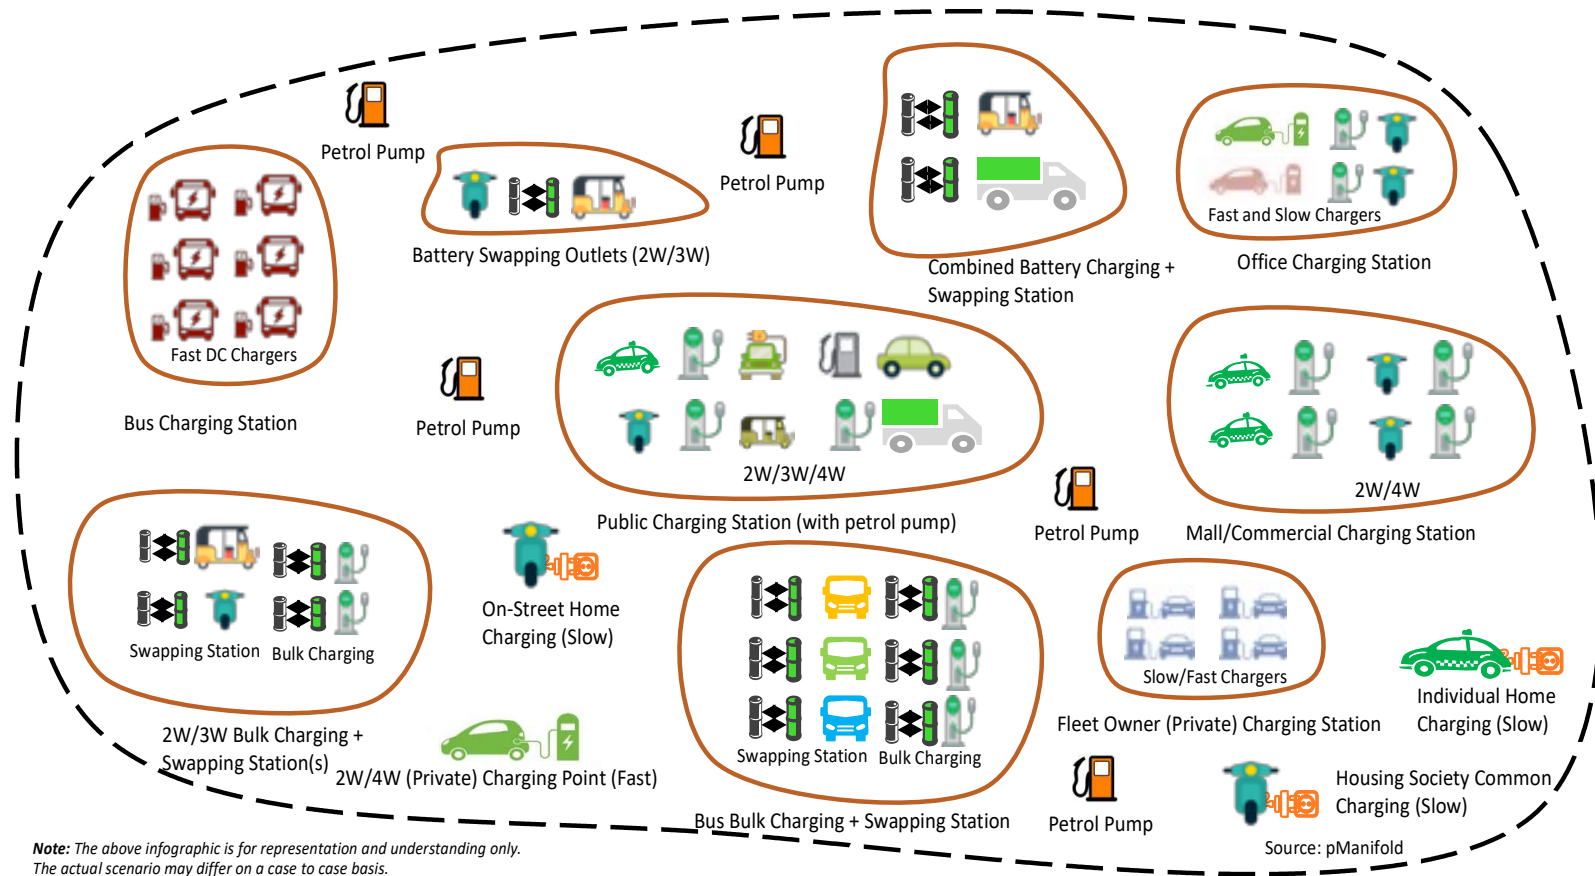 Petrol Pump
Petrol Pump
Battery Swapping Outlets (2W/3W)
Combined Battery Charging +
Swapping Station
Fast and Slow Chargers
Office Charging Station
Fast DC Chargers
Bus Charging Station
Petrol Pump
2W/3W/4W
Public Charging Station (with petrol pump)
Petrol Pump
2W/4W
Mall/Commercial Charging Station
Swapping Station
Bulk Charging
2W/3W Bulk Charging +
Swapping Station(s)
On-Street Home
Charging (Slow)
2W/4W (Private) Charging Point (Fast)
Swapping Station
Bulk Charging
Bus Bulk Charging + Swapping Station
Slow/Fast Chargers
Fleet Owner (Private) Charging Station
Individual Home
Charging (Slow)
Petrol Pump
Housing Society Common
Charging (Slow)
Source: pManifold
Note: The above infographic is for representation and understanding only.
The actual scenario may differ on a case to case basis.